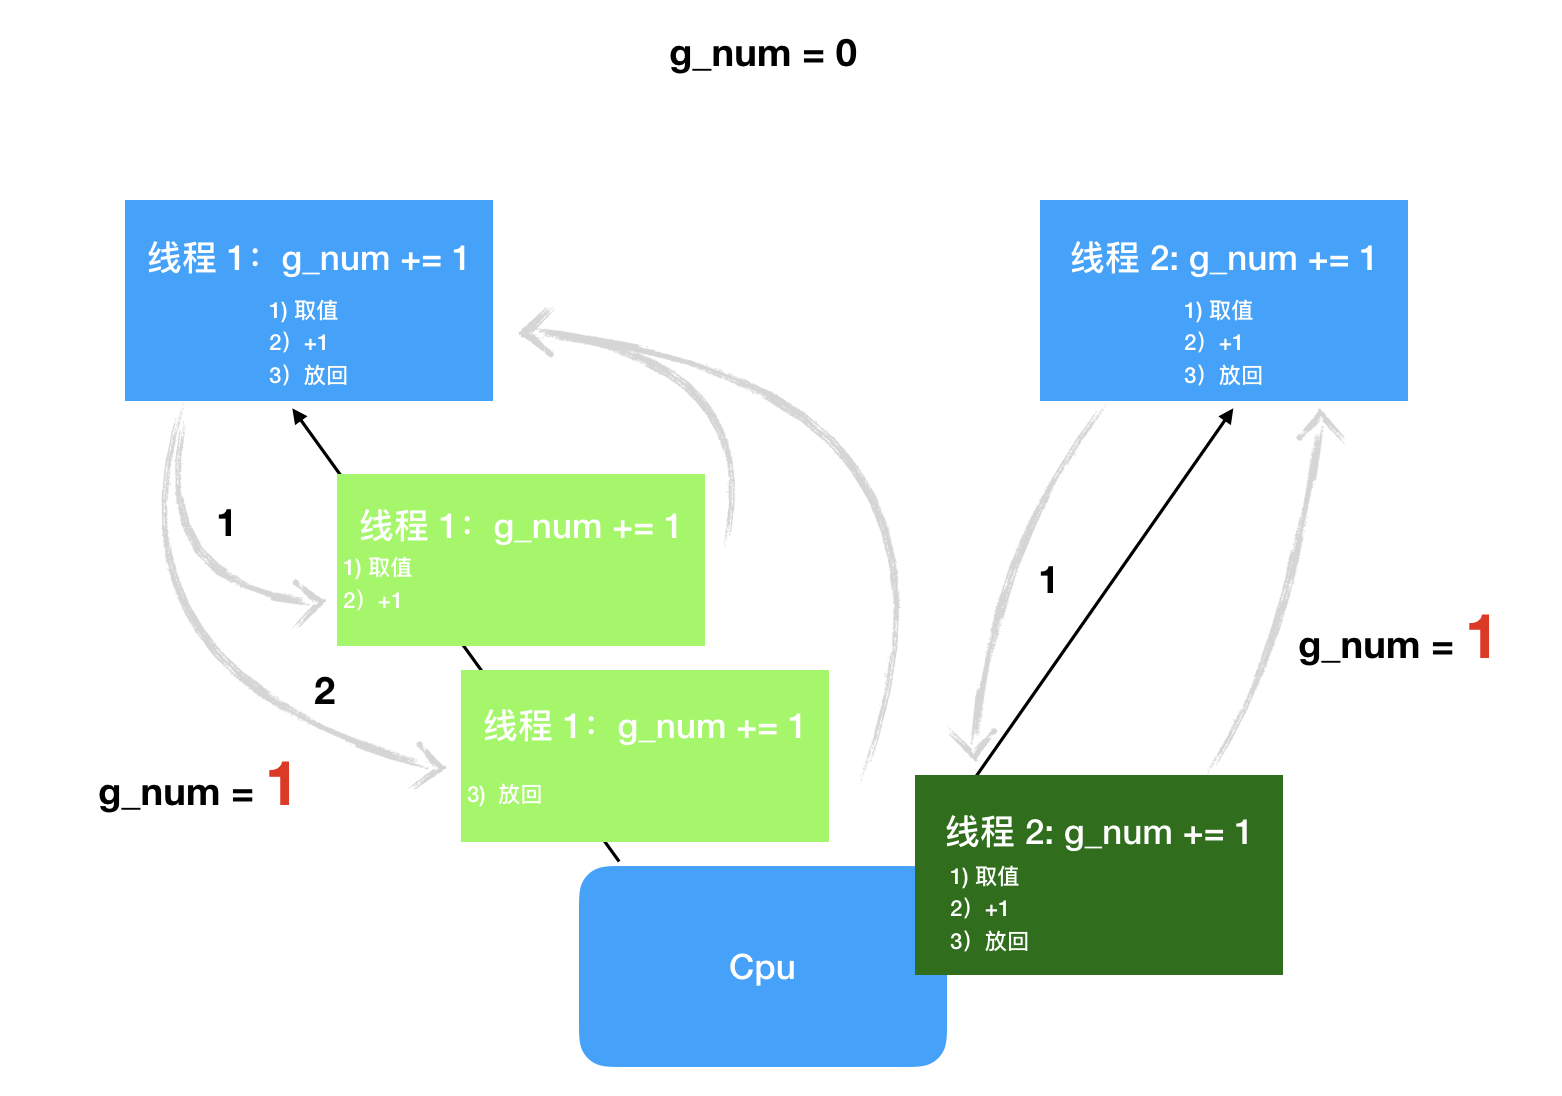 g_num = 0
线程 1：g_num += 1
1) 取值
2）+1
3）放回
线程 2: g_num += 1
1) 取值
2）+1
3）放回
1
线程 1：g_num += 1
1) 取值
2）+1
1
g_num = 1
2
线程 1：g_num += 1
3）放回
g_num = 1
线程 2: g_num += 1
1) 取值
2）+1
3）放回
Cpu